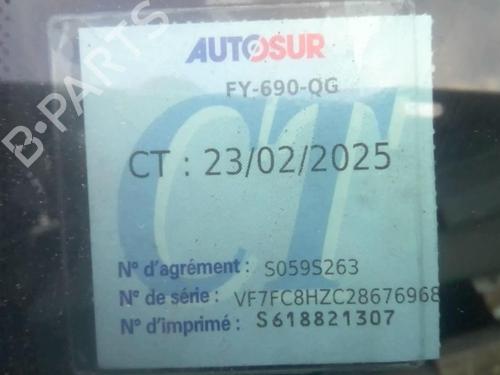 AUTOSUR
FY-690-QG
CT
CT : 23/02/2025
N° d'agrément : S059S263
N° de série : VF7FC8HZC28676968
N° d'imprimé : S618821307
B-PARTS